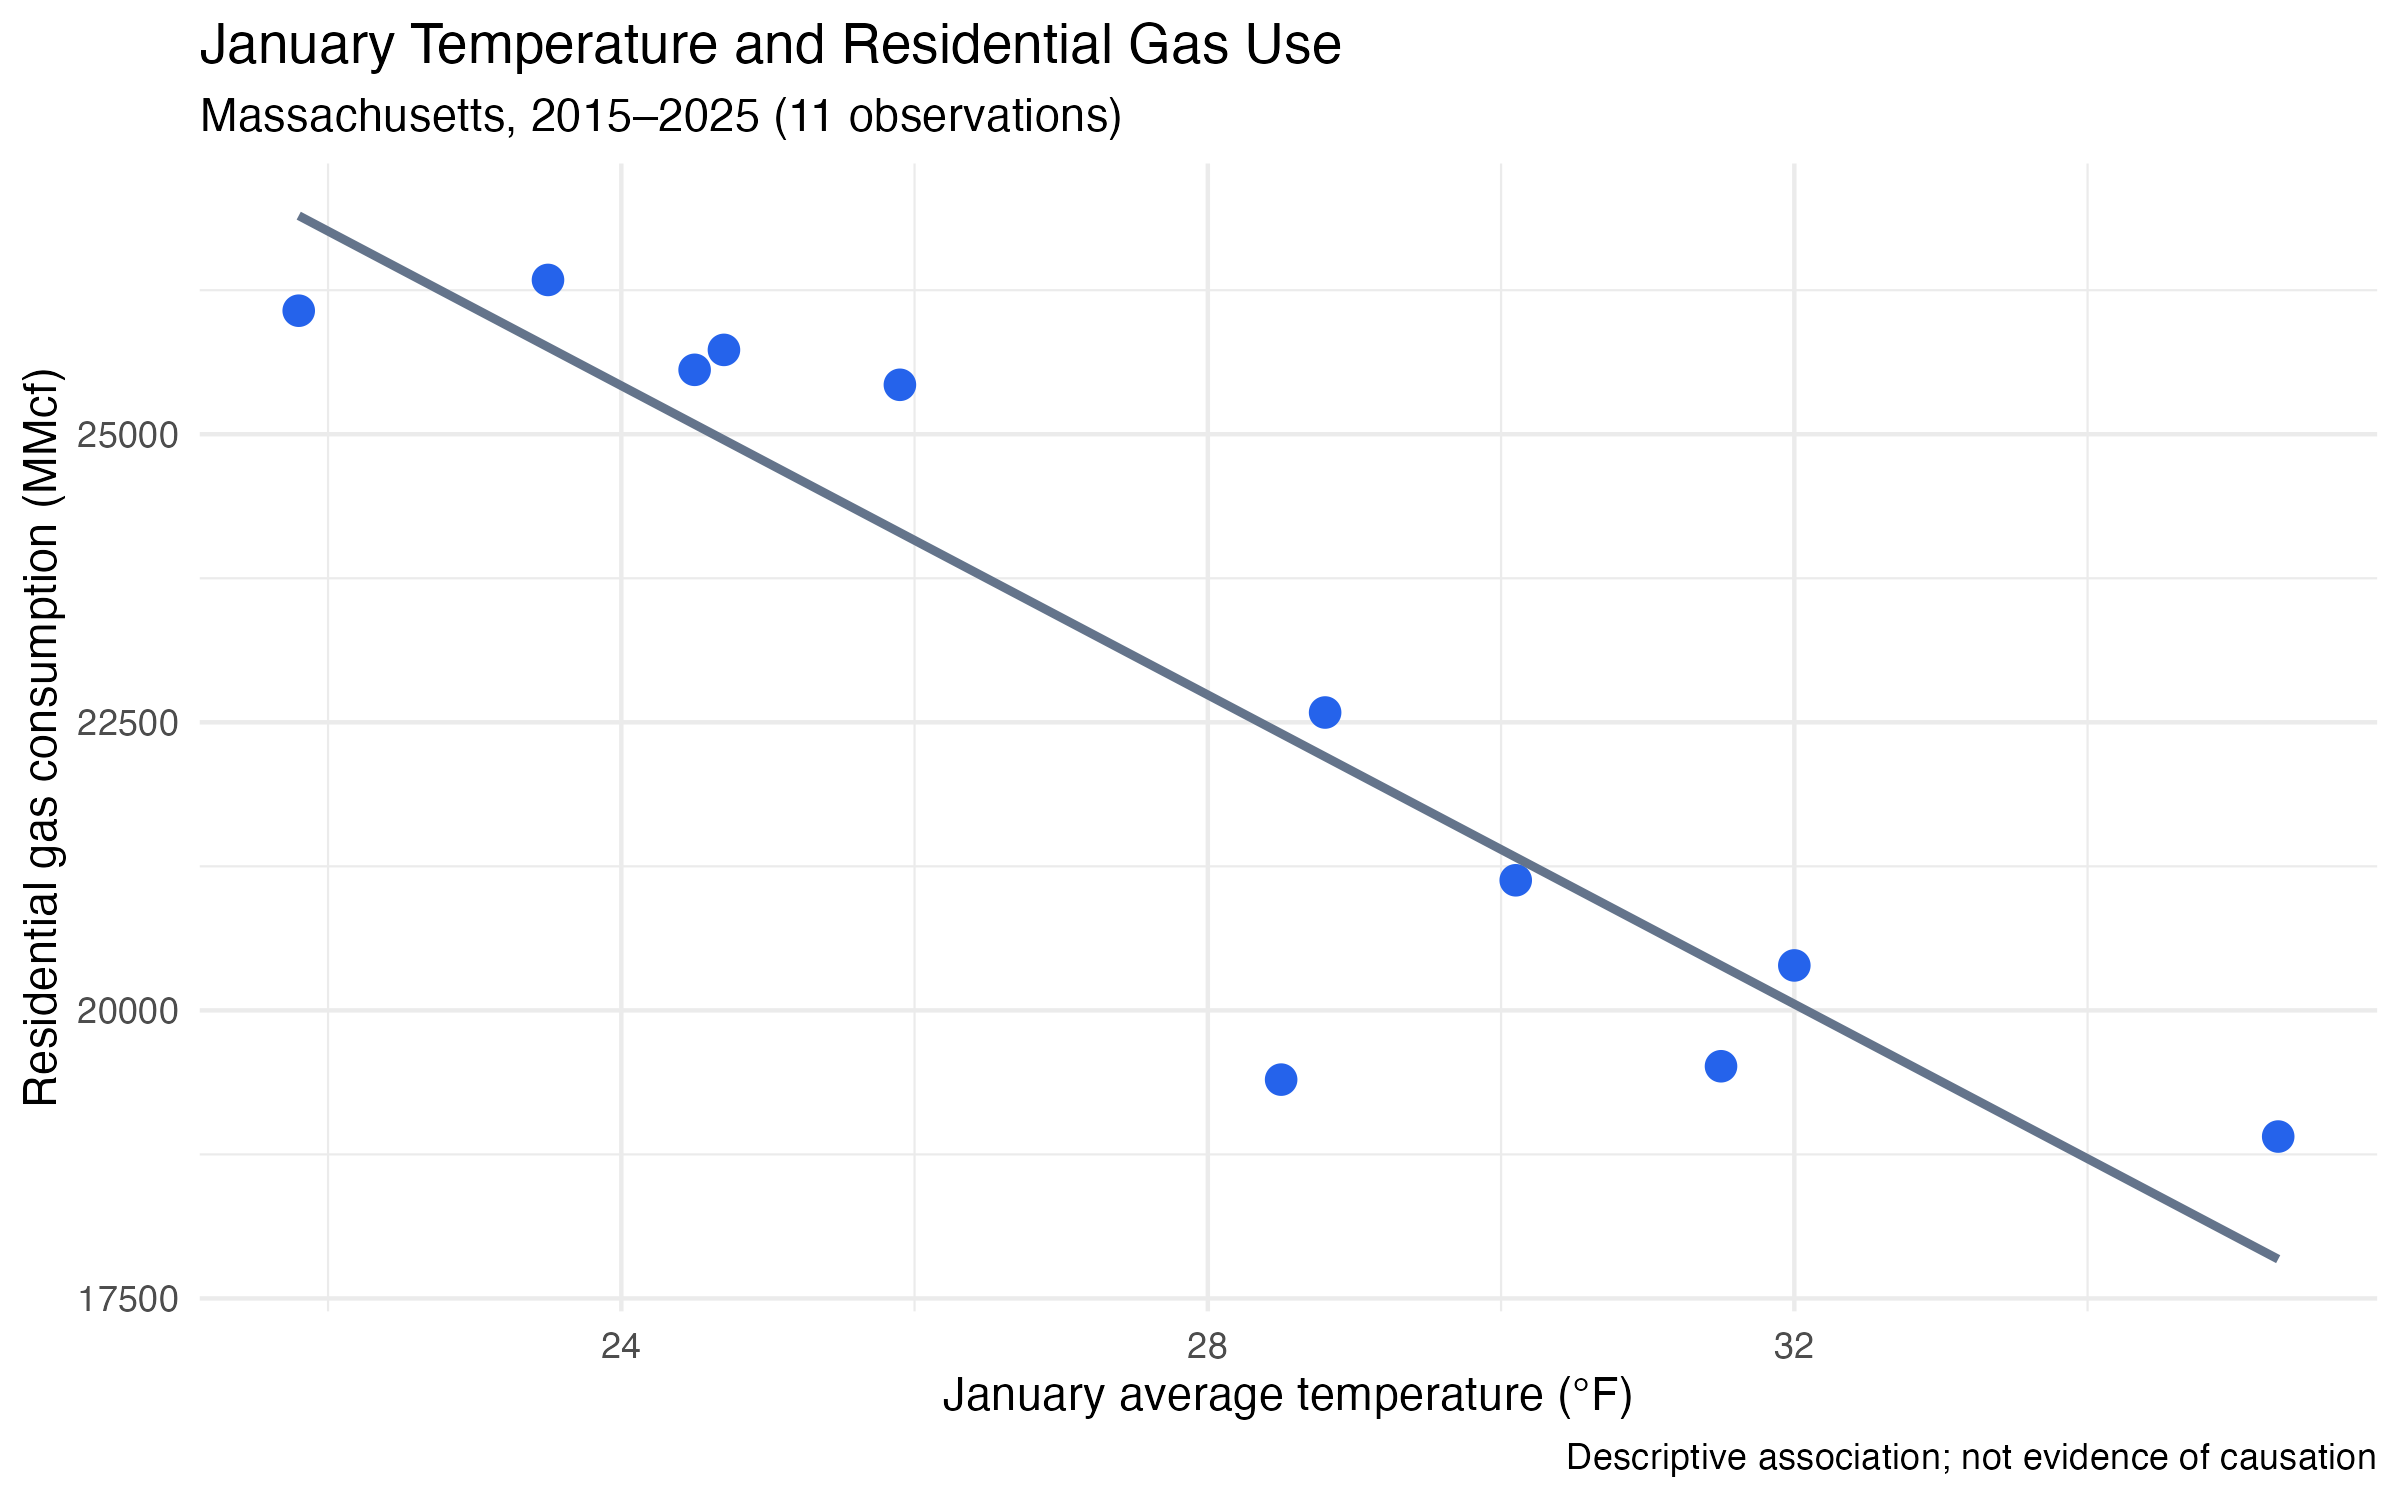 January Temperature and Residential Gas Use
Massachusetts, 2015–2025 (11 observations)
Residential gas consumption (MMcf)
25000
22500
20000
17500
24
28
32
January average temperature (°F)
Descriptive association; not evidence of causation